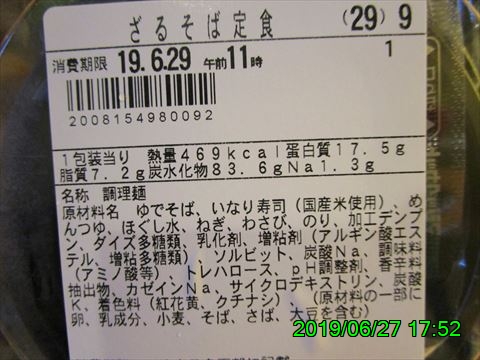 ざるそば定食 (29) 9
消費期限 19.6.29 午前11時 1
2008154980092
1包装当り 熱量469kcal蛋白質17.5g
脂質7.2g炭水化物83.6gNa1.3g
名称 調理麺
原材料名 ゆでそば、いなり寿司(国産米使用)、め
んつゆ、ほぐし水、ねぎ、わさび、のり、加工デンプ
ン、ダイズ多糖類、乳化剤、増粘剤(アルギン酸エス
テル、増粘多糖類)、ソルビット、炭酸Na、調味料
(アミノ酸等)、トレハロース、pH調整剤、香辛料
抽出物、カゼインNa、シクロデキストリン、炭酸
K、着色料(紅花黄、クチナシ)、(原材料の一部に
卵、乳成分、小麦、そば、さば、大豆を含む)
2019/06/27 17:52